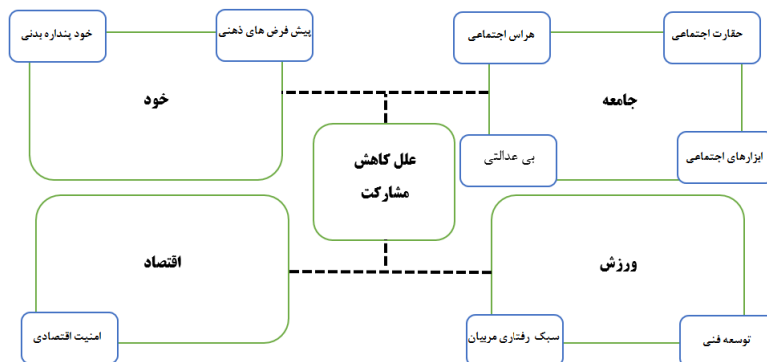 حقارت اجتماعی
هراس اجتماعی
پیش فرض های ذهنی
خود پنداره بدنی
جامعه
خود
ابزارهای اجتماعی
بی عدالتی
علل کاهش
مشارکت
ورزش
اقتصاد
توسعه فنی
سبک رفتاری مربیان
امنیت اقتصادی